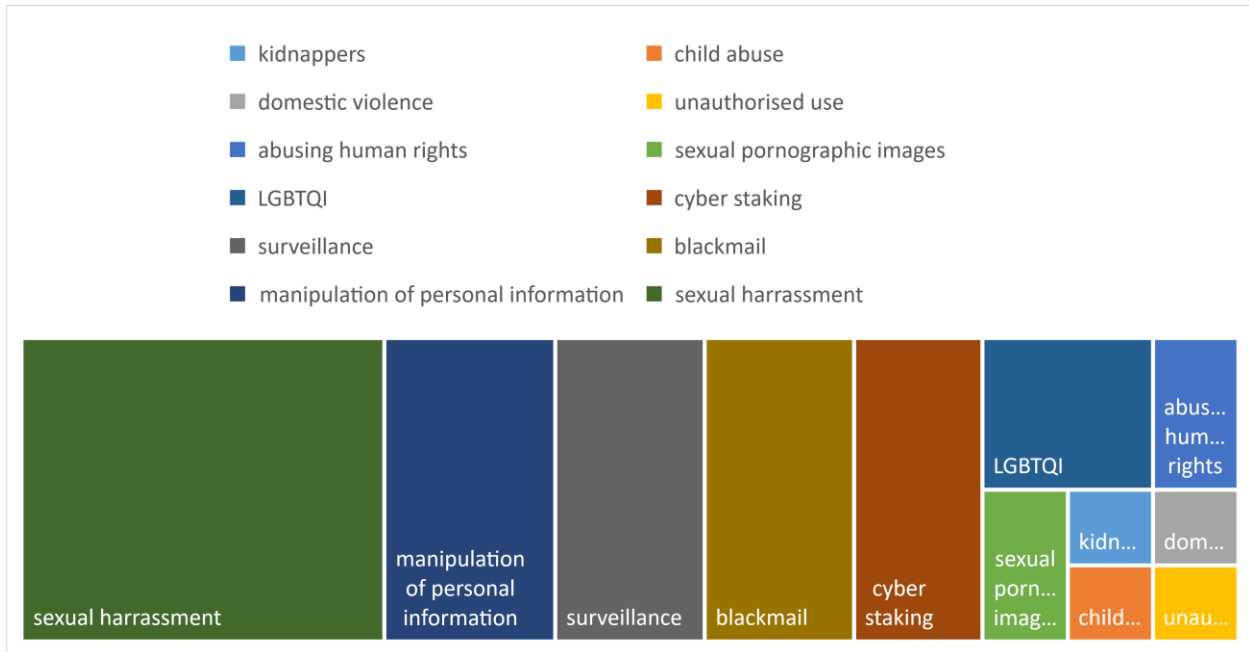 kidnappers
child abuse
domestic violence
unauthorised use
abusing human rights
sexual pornographic images
LGBTQI
cyber staking
surveillance
blackmail
manipulation of personal information
sexual harrassment
sexual harrassment
manipulation
of personal
information
surveillance
blackmail
cyber
staking
LGBTQI
abus...
hum...
rights
sexual
porn...
imag...
kidn...
child...
dom...
unau...